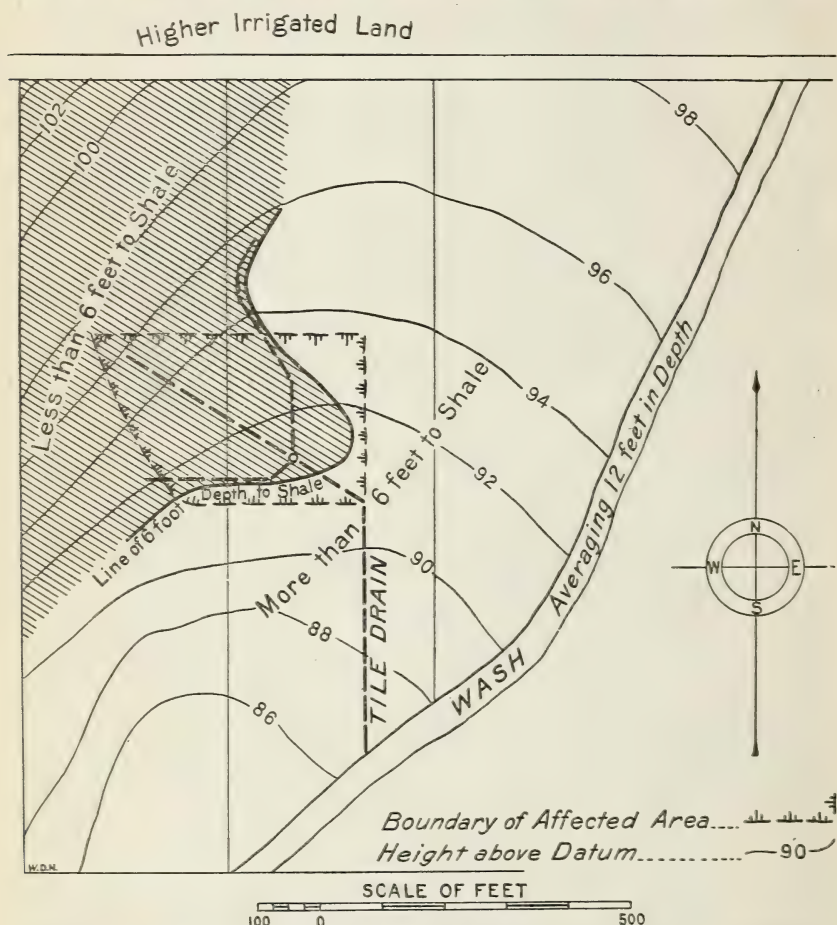 Higher Irrigated Land
102
100
98
Less than 6 feet to Shale
96
Averaging 12 feet in Depth
94
More than 6 feet to Shale
92
Depth to Shale
Line of 6 foot
90
88
TILE DRAIN
WASH
86
N
W E
S
Boundary of Affected Area....
Height above Datum........ 90
W.D.H.
SCALE OF FEET
100 0 500